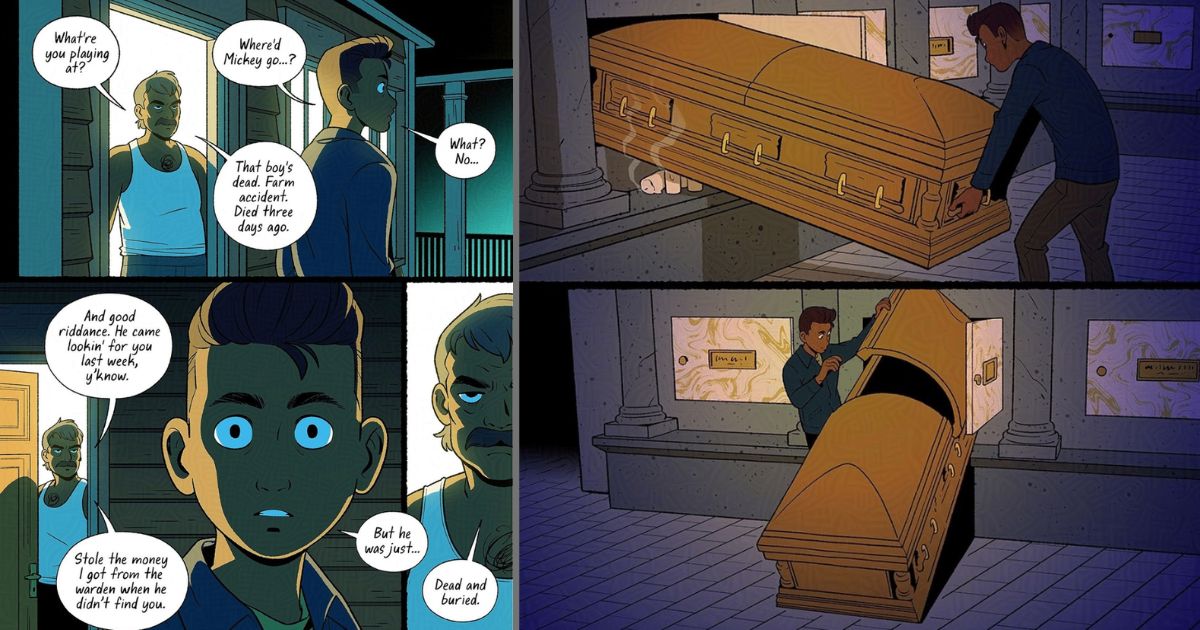 What're
you playing
at?
Where'd
Mickey go...?
What?
No...
That boy's
dead. Farm
accident.
Died three
days ago.
And good
riddance. He came
lookin' for you
last week,
y'know.
Stole the money
I got from the
warden when he
didn't find you.
But he
was just...
Dead and
buried.